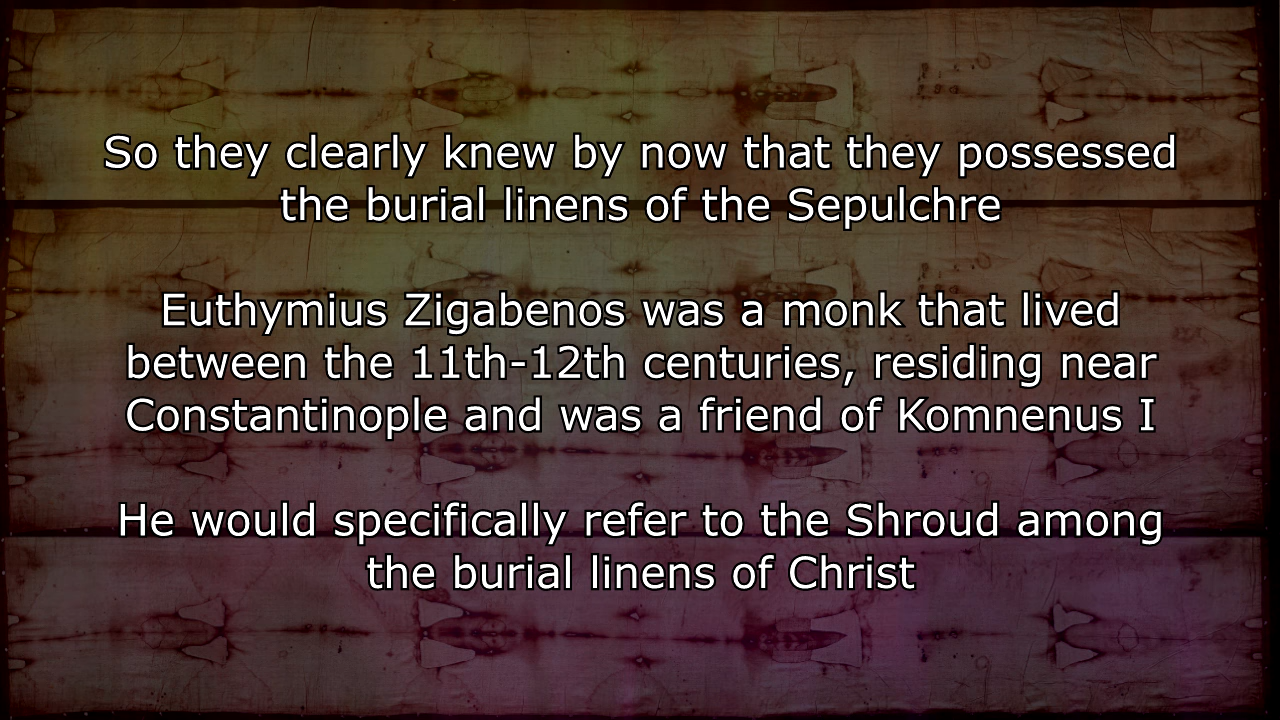 So they clearly knew by now that they possessed
the burial linens of the Sepulchre
Euthymius Zigabenos was a monk that lived
between the 11th-12th centuries, residing near
Constantinople and was a friend of Komnenus I
He would specifically refer to the Shroud among
the burial linens of Christ